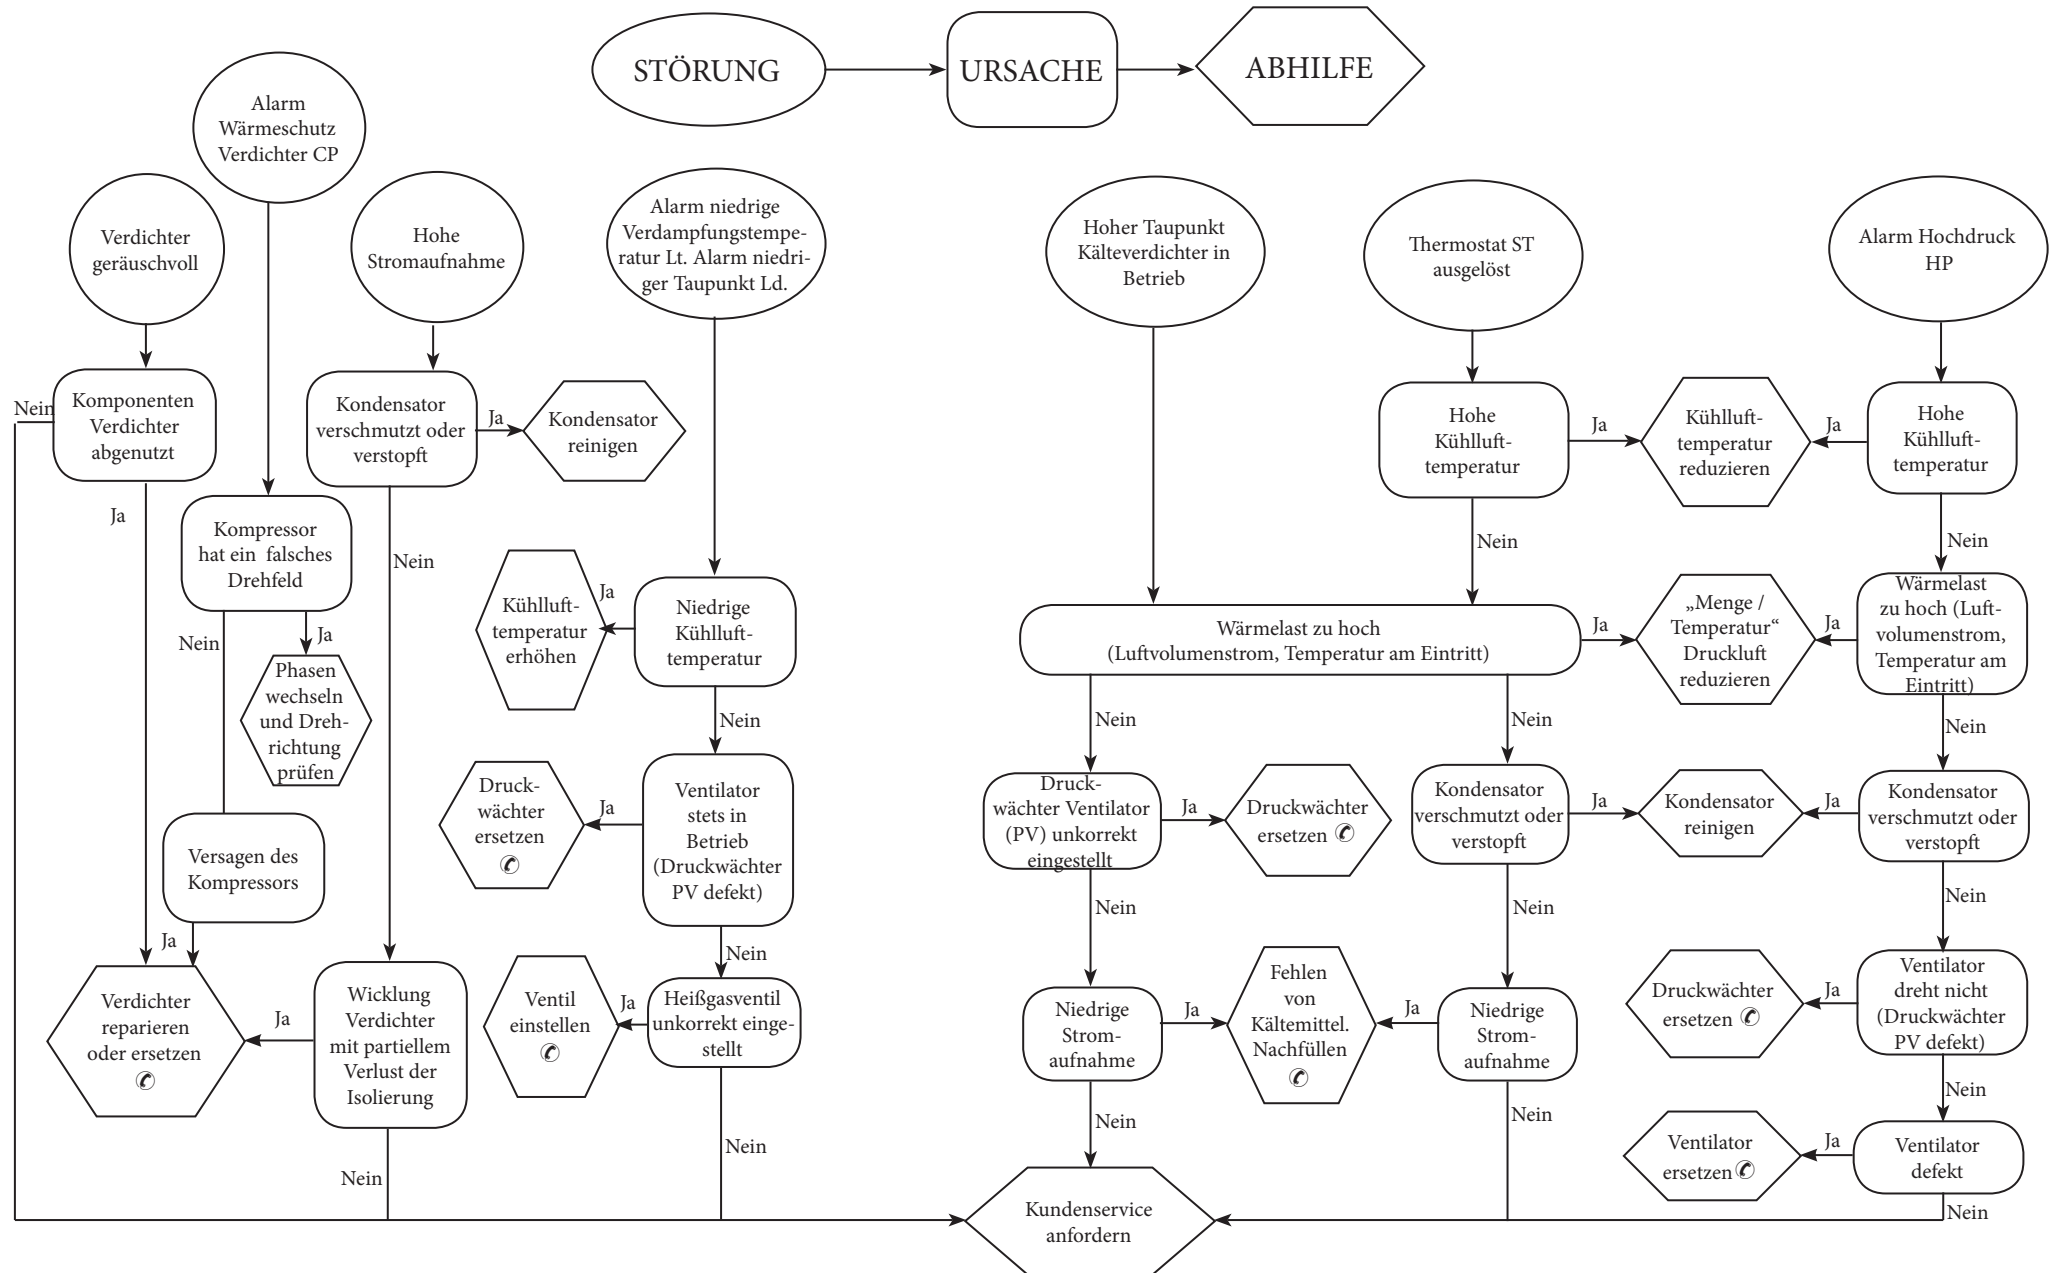 STÖRUNG
URSACHE
ABHILFE
Alarm
Wärmeschutz
Verdichter CP
Verdichter
geräuschvoll
Hohe
Stromaufnahme
Alarm niedrige
Verdampfungstempe-
ratur Lt. Alarm niedri-
ger Taupunkt Ld.
Hoher Taupunkt
Kälteverdichter in
Betrieb
Thermostat ST
ausgelöst
Alarm Hochdruck
HP
Nein
Komponenten
Verdichter
abgenutzt
Ja
Kondensator
verschmutzt oder
verstopft
Ja
Kondensator
reinigen
Nein
Kompressor
hat ein falsches
Drehfeld
Nein
Ja
Phasen
wechseln
und Dreh-
richtung
prüfen
Versagen des
Kompressors
Ja
Verdichter
reparieren
oder ersetzen
✆
Ja
Wicklung
Verdichter
mit partiellem
Verlust der
Isolierung
Nein
Kühlluft-
temperatur
erhöhen
Ja
Niedrige
Kühlluft-
temperatur
Nein
Druck-
wächter
ersetzen
✆
Ja
Ventilator
stets in
Betrieb
(Druckwächter
PV defekt)
Nein
Ventil
einstellen
✆
Ja
Heißgasventil
unkorrekt einge-
stellt
Nein
Hohe
Kühlluft-
temperatur
Ja
Kühlluft-
temperatur
reduzieren
Ja
Hohe
Kühlluft-
temperatur
Nein
Nein
Wärmelast zu hoch
(Luftvolumenstrom, Temperatur am Eintritt)
Ja
„Menge /
Temperatur“
Druckluft
reduzieren
Ja
Wärmelast
zu hoch (Luft-
volumenstrom,
Temperatur am
Eintritt)
Nein
Nein
Nein
Druck-
wächter Ventilator
(PV) unkorrekt
eingestellt
Ja
Druckwächter
ersetzen ✆
Kondensator
verschmutzt oder
verstopft
Ja
Kondensator
reinigen
Ja
Kondensator
verschmutzt oder
verstopft
Nein
Nein
Nein
Niedrige
Strom-
aufnahme
Ja
Fehlen
von
Kältemittel.
Nachfüllen
✆
Ja
Niedrige
Strom-
aufnahme
Druckwächter
ersetzen ✆
Ja
Ventilator
dreht nicht
(Druckwächter
PV defekt)
Nein
Nein
Nein
Ventilator
ersetzen ✆
Ja
Ventilator
defekt
Nein
Kundenservice
anfordern